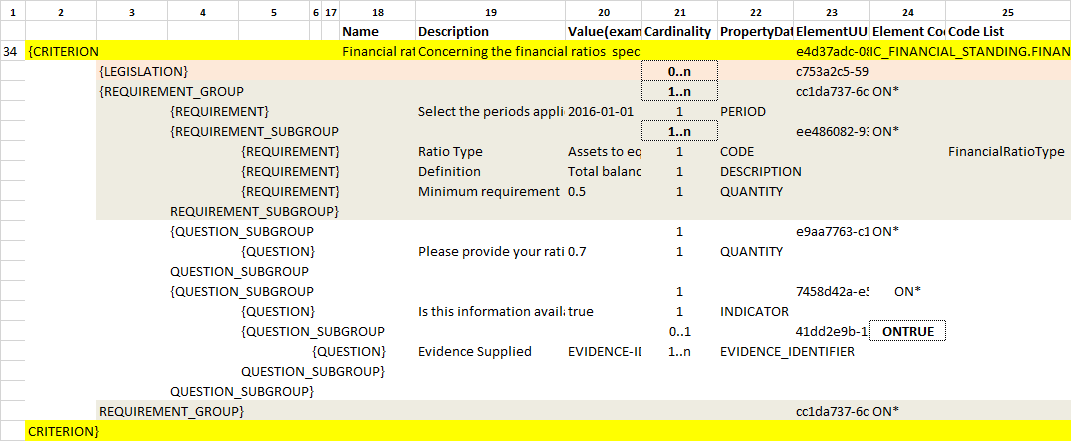 1 2 3 4 5 6 17 18 19 20 21 22 23 24 25
Name Description Value(exam Cardinality PropertyDat ElementUU Element Co Code List
34 {CRITERION Financial rat Concerning the financial ratios spec e4d37adc-08 IC_FINANCIAL_STANDING.FINAN
{LEGISLATION} 0..n c753a2c5-59
{REQUIREMENT_GROUP 1..n cc1da737-6c ON*
{REQUIREMENT} Select the periods appli 2016-01-01 1 PERIOD
{REQUIREMENT_SUBGROUP 1..n ee486082-93 ON*
{REQUIREMENT} Ratio Type Assets to eq 1 CODE FinancialRatioType
{REQUIREMENT} Definition Total balanc 1 DESCRIPTION
{REQUIREMENT} Minimum requirement 0.5 1 QUANTITY
REQUIREMENT_SUBGROUP}
{QUESTION_SUBGROUP 1 e9aa7763-c1 ON*
{QUESTION} Please provide your rati 0.7 1 QUANTITY
QUESTION_SUBGROUP
{QUESTION_SUBGROUP 1 7458d42a-e5 ON*
{QUESTION} Is this information avail true 1 INDICATOR
{QUESTION_SUBGROUP 0..1 41dd2e9b-1 ONTRUE
{QUESTION} Evidence Supplied EVIDENCE-ID 1..n EVIDENCE_IDENTIFIER
QUESTION_SUBGROUP}
QUESTION_SUBGROUP}
REQUIREMENT_GROUP} cc1da737-6c ON*
CRITERION}